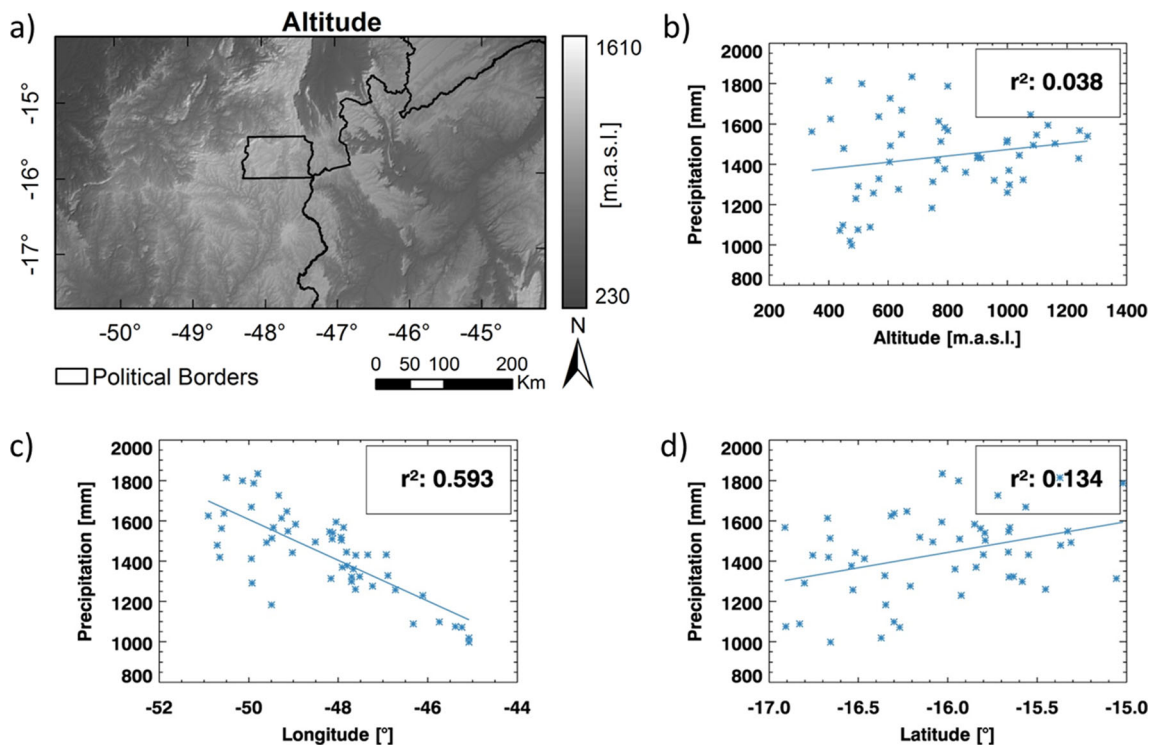 a)
Altitude
1610
[m.a.s.l.]
230
-15°
-16°
-17°
-50° -49° -48° -47° -46° -45°
N
Political Borders
0 50 100 200
Km
b)
2000
1800
1600
1400
1200
1000
800
Precipitation [mm]
r²: 0.038
200 400 600 800 1000 1200 1400
Altitude [m.a.s.l.]
c)
2000
1800
1600
1400
1200
1000
800
Precipitation [mm]
r²: 0.593
-52 -50 -48 -46 -44
Longitude [°]
d)
2000
1800
1600
1400
1200
1000
800
Precipitation [mm]
r²: 0.134
-17.0 -16.5 -16.0 -15.5 -15.0
Latitude [°]